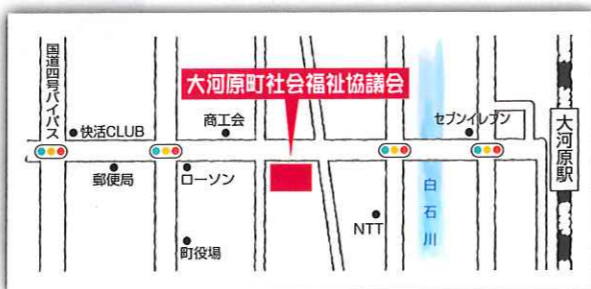 国道四号バイパス
大河原町社会福祉協議会
快活CLUB
商工会
セブンイレブン
大河原駅
郵便局
ローソン
白石川
NTT
町役場